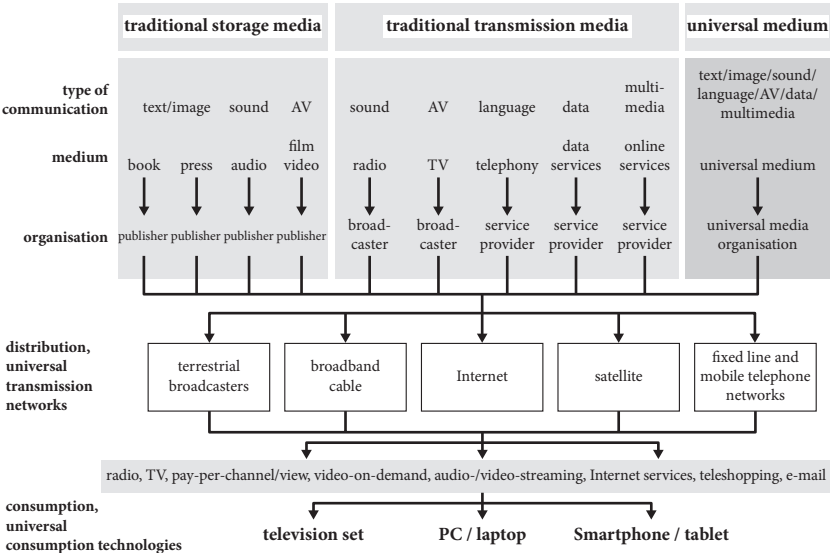 traditional storage media traditional transmission media universal medium
type of communication
text/image sound AV sound AV language data multi-
media
text/image/sound/
language/AV/data/
multimedia
medium
book press audio film
video
radio TV telephony data
services
online
services
universal medium
organisation
publisher publisher publisher publisher broad-
caster
broad-
caster
service
provider
service
provider
service
provider
universal media
organisation
distribution,
universal
transmission
networks
terrestrial
broadcasters
broadband
cable
Internet
satellite
fixed line and
mobile telephone
networks
radio, TV, pay-per-channel/view, video-on-demand, audio-/video-streaming, Internet services, teleshopping, e-mail
consumption,
universal
consumption technologies
television set PC / laptop Smartphone / tablet